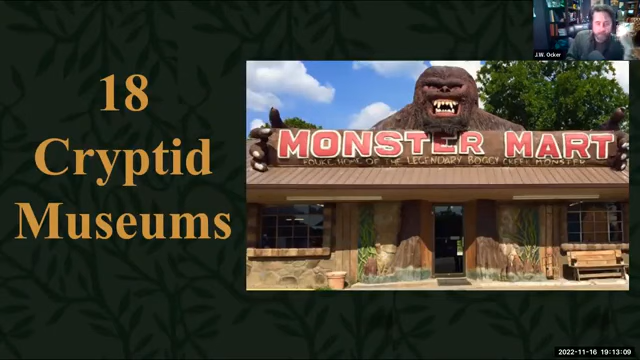 J.W. Ocker
18
Cryptid
Museums
MONSTER MART
FOUKE HOME OF THE LEGENDARY BOGGY CREEK MONSTER
2022-11-16 19:13:09